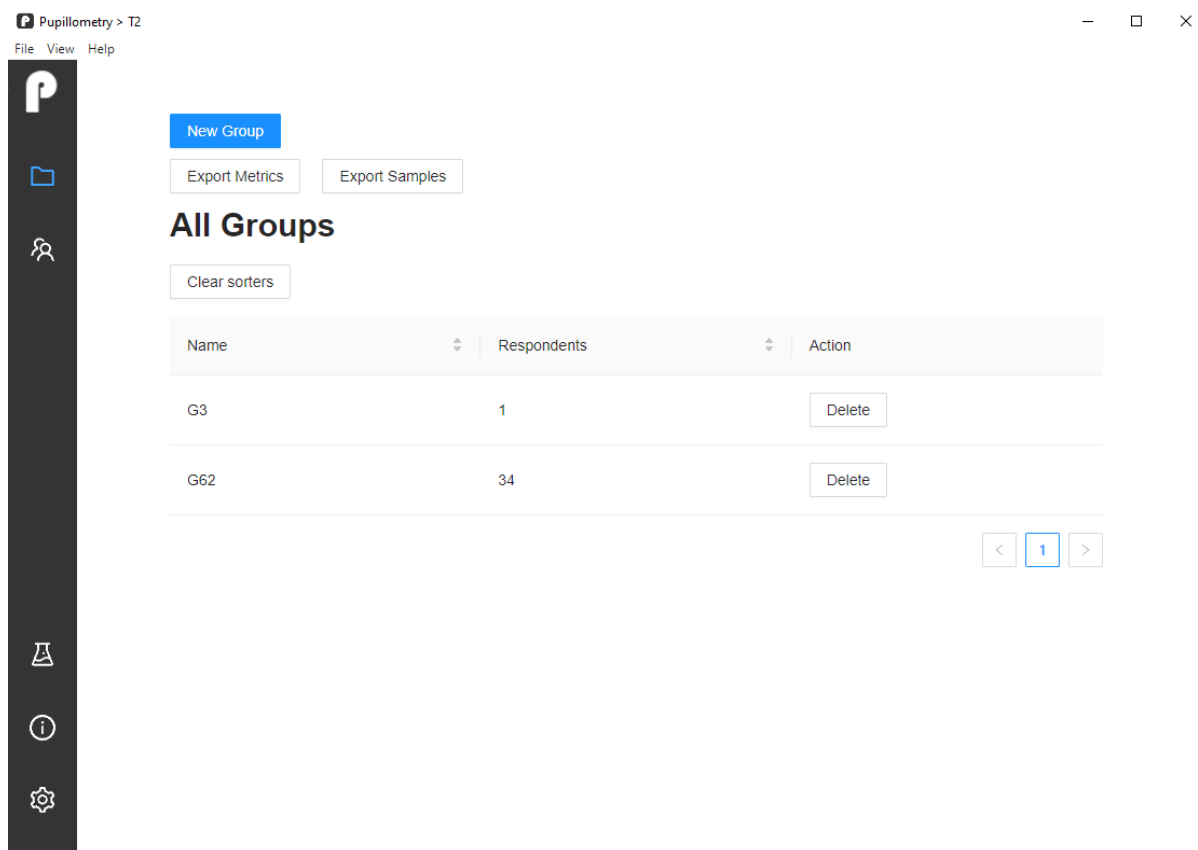 Pupillometry > T2
File View Help
New Group
Export Metrics Export Samples
All Groups
Clear sorters
Name Respondents Action
G3 1 Delete
G62 34 Delete
< 1 >